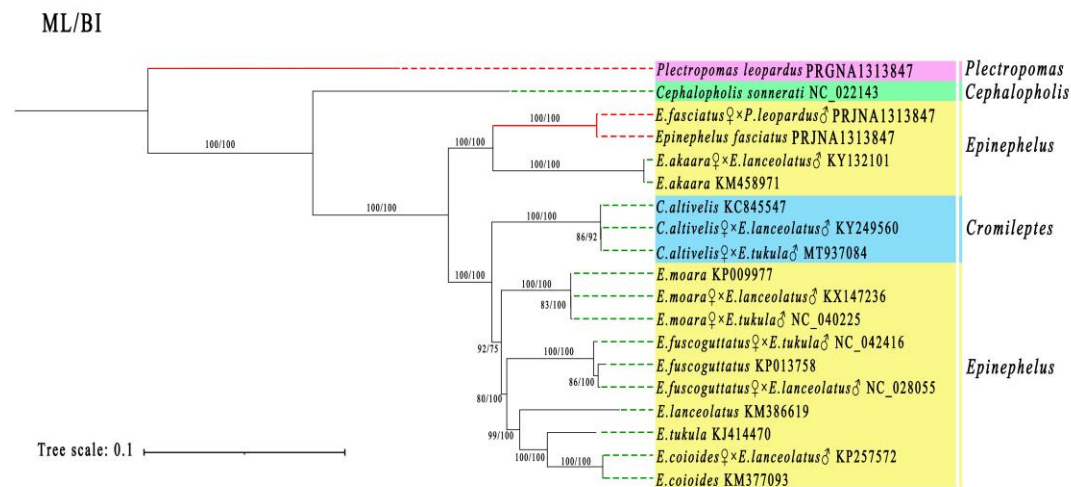 ML/BI
Plectropomas leopardus PRGNA1313847
Plectropomas
Cephalopholis sonnerati NC_022143
Cephalopholis
100/100
E.fasciatus♀×P.leopardus♂ PRJNA1313847
100/100
Epinephelus fasciatus PRJNA1313847
Epinephelus
100/100
E.akaara♀×E.lanceolatus♂ KY132101
100/100
E.akaara KM458971
C.altivelis KC845547
100/100
C.altivelis♀×E.lanceolatus♂ KY249560
Cromileptes
86/92
100/100
C.altivelis♀×E.tukula♂ MT937084
E.moara KP009977
100/100
E.moara♀×E.lanceolatus♂ KX147236
83/100
E.moara♀×E.tukula♂ NC_040225
E.fuscoguttatus♀×E.tukula♂ NC_042416
92/75
100/100
E.fuscoguttatus KP013758
Epinephelus
86/100
E.fuscoguttatus♀×E.lanceolatus♂ NC_028055
80/100
E.lanceolatus KM386619
E.tukula KJ414470
99/100
Tree scale: 0.1
100/100
E.coioides♀×E.lanceolatus♂ KP257572
100/100
E.coioides KM377093